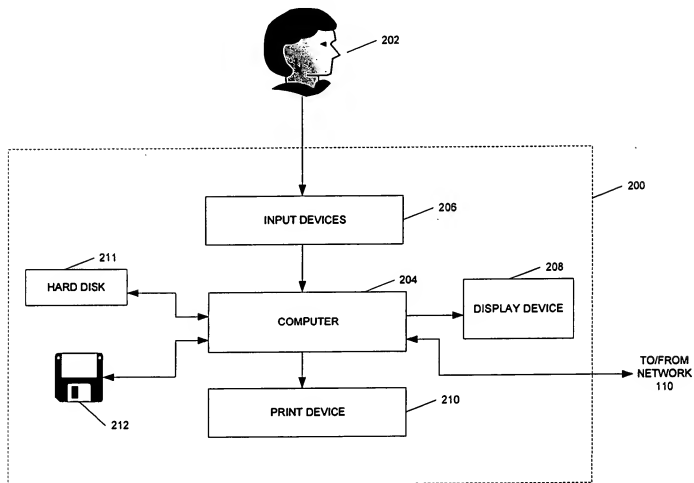 202
200
INPUT DEVICES
206
211
HARD DISK
204
COMPUTER
208
DISPLAY DEVICE
TO/FROM
NETWORK
110
212
PRINT DEVICE
210